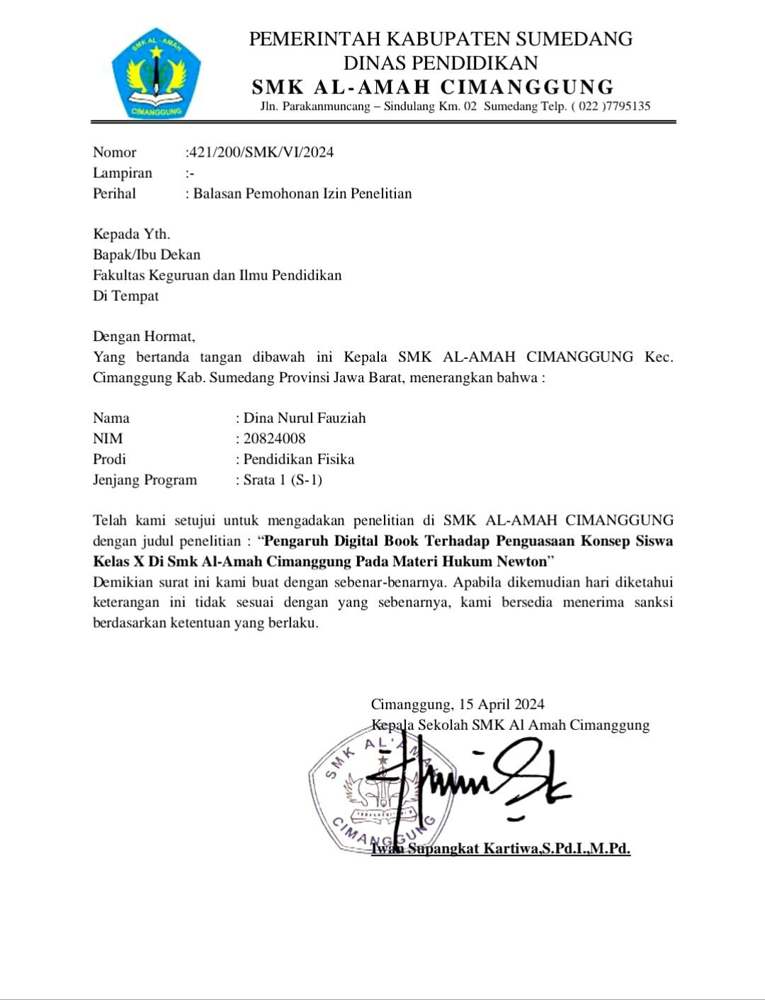 SMK AL - AMAH
CIMANGGUNG
PEMERINTAH KABUPATEN SUMEDANG
DINAS PENDIDIKAN
SMK AL-AMAH CIMANGGUNG
Jln. Parakanmuncang – Sindulang Km. 02 Sumedang Telp. ( 022 )7795135
Nomor :421/200/SMK/VI/2024
Lampiran :-
Perihal : Balasan Pemohonan Izin Penelitian
Kepada Yth.
Bapak/Ibu Dekan
Fakultas Keguruan dan Ilmu Pendidikan
Di Tempat
Dengan Hormat,
Yang bertanda tangan dibawah ini Kepala SMK AL-AMAH CIMANGGUNG Kec.
Cimanggung Kab. Sumedang Provinsi Jawa Barat, menerangkan bahwa :
Nama : Dina Nurul Fauziah
NIM : 20824008
Prodi : Pendidikan Fisika
Jenjang Program : Srata 1 (S-1)
Telah kami setujui untuk mengadakan penelitian di SMK AL-AMAH CIMANGGUNG
dengan judul penelitian : “Pengaruh Digital Book Terhadap Penguasaan Konsep Siswa
Kelas X Di Smk Al-Amah Cimanggung Pada Materi Hukum Newton”
Demikian surat ini kami buat dengan sebenar-benarnya. Apabila dikemudian hari diketahui
keterangan ini tidak sesuai dengan yang sebenarnya, kami bersedia menerima sanksi
berdasarkan ketentuan yang berlaku.
Cimanggung, 15 April 2024
Kepala Sekolah SMK Al Amah Cimanggung
SMK AL'AMAH
CIMANGGUNG
Iwan Supangkat Kartiwa,S.Pd.I.,M.Pd.